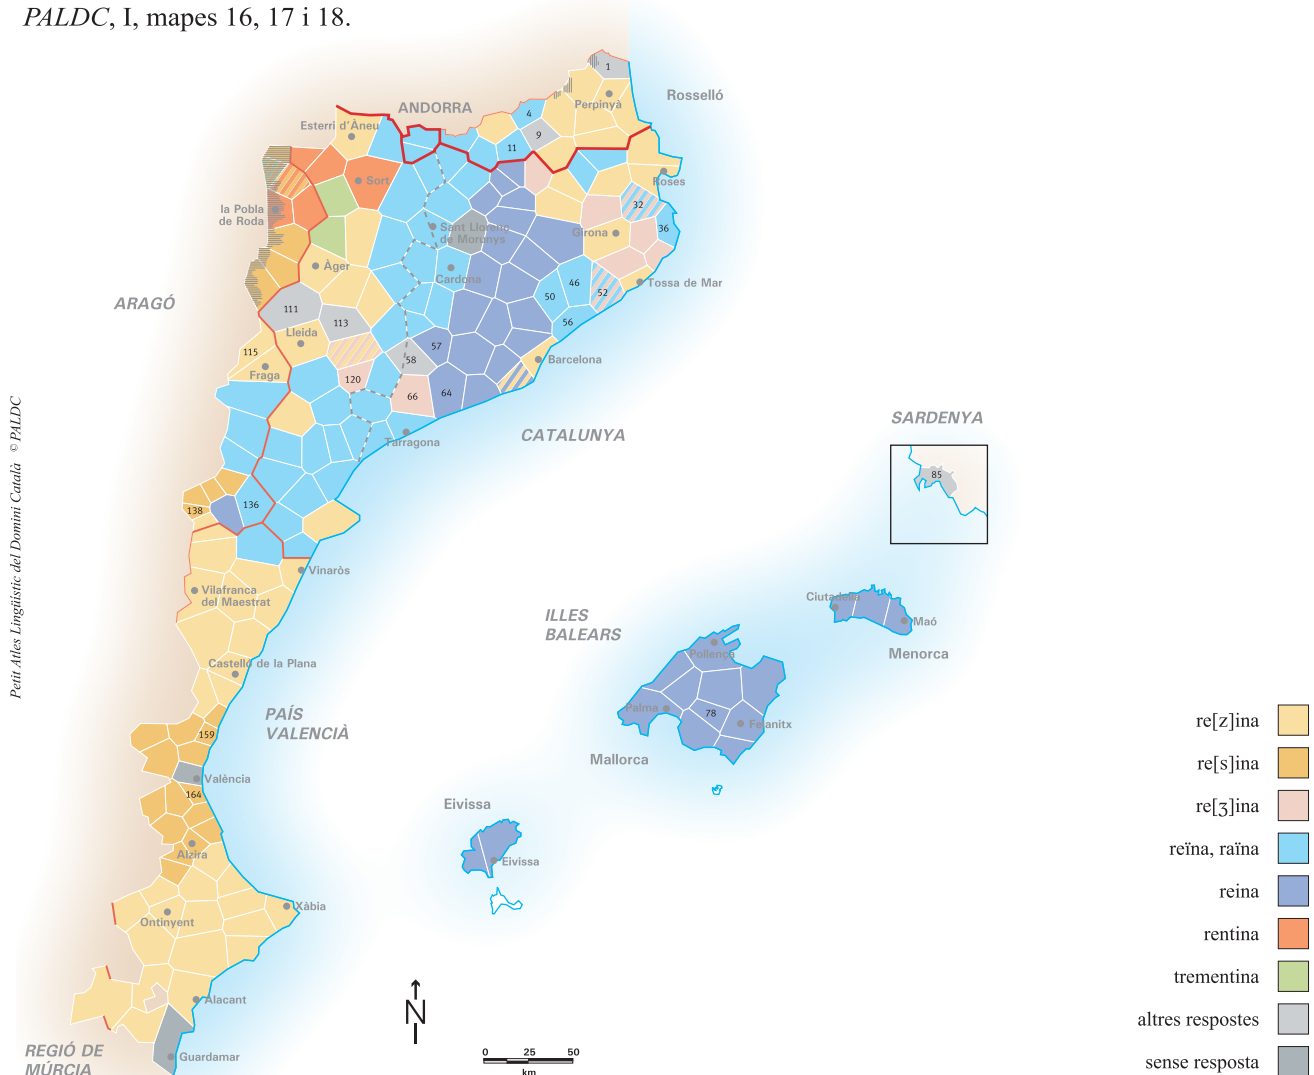 PALDC, I, mapes 16, 17 i 18.
1
Rosselló
Perpinyà
ANDORRA
4
Esterri d'Àneu
9
11
Sort
Roses
la Pobla
de Roda
32
Sant Llorenç
de Morunys
36
Girona
Àger
Cardona
46
Tossa de Mar
ARAGÓ
50
52
111
113
56
Lleida
57
115
58
Barcelona
Fraga
120
64
66
SARDENYA
CATALUNYA
Tarragona
85
136
138
Petit Atles Lingüístic del Domini Català © PALDC
Vinaròs
Vilafranca
del Maestrat
Ciutadella
ILLES
BALEARS
Maó
Pollença
Menorca
Castelló de la Plana
PAÍS
VALENCIÀ
Palma
78
Felanitx
159
Mallorca
València
164
Eivissa
Alzira
Eivissa
Xàbia
Ontinyent
Alacant
N
REGIÓ DE
MÚRCIA
Guardamar
0 25 50
km
re[z]ina
re[s]ina
re[ʒ]ina
reïna, raïna
reina
rentina
trementina
altres respostes
sense resposta